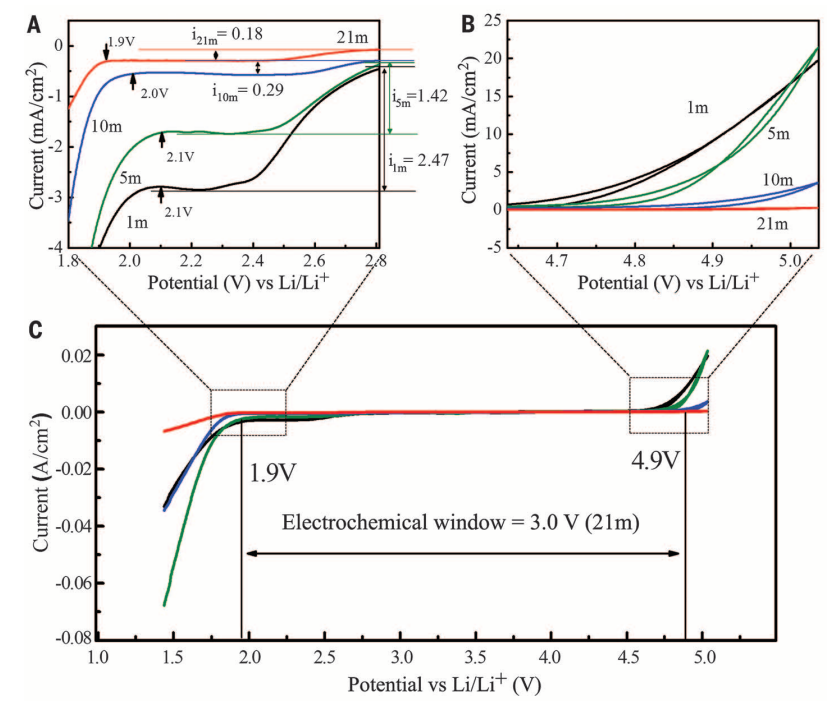 A
0
-1
-2
-3
-4
Current (mA/cm²)
1.9V
i21m = 0.18
21m
2.0V
i10m = 0.29
10m
i5m=1.42
2.1V
5m
i1m = 2.47
2.1V
1m
1.8 2.0 2.2 2.4 2.6 2.8
Potential (V) vs Li/Li⁺
B
25
20
15
10
5
0
-5
Current (mA/cm²)
1m
5m
10m
21m
4.7 4.8 4.9 5.0
Potential (V) vs Li/Li⁺
C
0.02
0.00
-0.02
-0.04
-0.06
-0.08
Current (A/cm²)
1.9V
4.9V
Electrochemical window = 3.0 V (21m)
1.0 1.5 2.0 2.5 3.0 3.5 4.0 4.5 5.0
Potential vs Li/Li⁺ (V)